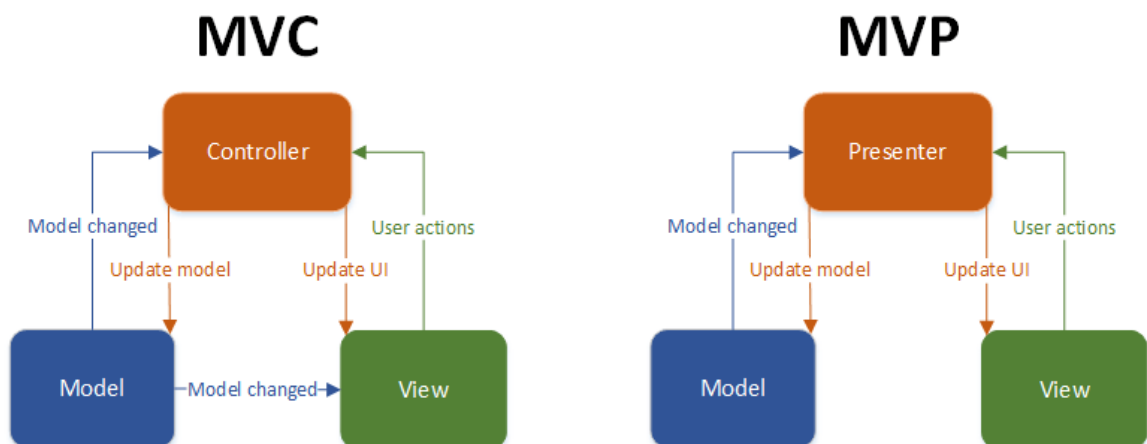 MVC
Controller
Model changed
User actions
Update model
Update UI
Model
Model changed
View
MVP
Presenter
Model changed
User actions
Update model
Update UI
Model
View